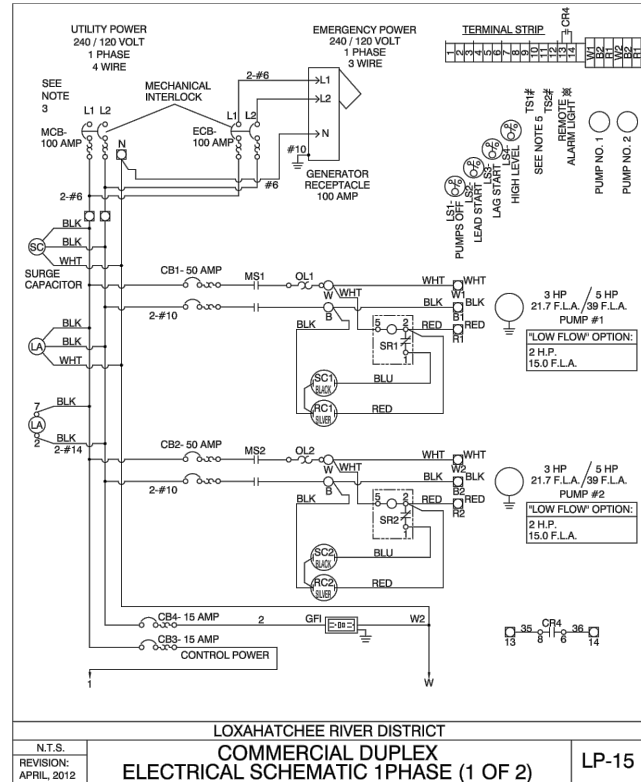 UTILITY POWER
240 / 120 VOLT
1 PHASE
4 WIRE
EMERGENCY POWER
240 / 120 VOLT
1 PHASE
3 WIRE
TERMINAL STRIP
CR4
1 2 3 4 5 6 7 8 9 10 11 12 13 14
W1 B2 R1 W2 B2 R1
SEE
NOTE
3
MECHANICAL
INTERLOCK
2-#6
L1
L2
N
L1 L2
MCB-
100 AMP
L1 L2
ECB-
100 AMP
N
#10
#6
2-#6
GENERATOR
RECEPTACLE
100 AMP
LS1-
PUMPS OFF
LS2-
LEAD START
LS3-
LAG START
LS4-
HIGH LEVEL
TS1#
SEE NOTE 5
TS2#
REMOTE ※
ALARM LIGHT
PUMP NO. 1
PUMP NO. 2
BLK
SC
BLK
WHT
SURGE
CAPACITOR
CB1- 50 AMP
MS1
OL1
W
WHT
WHT
W1
WHT
2-#10
B
BLK
BLK
B1
BLK
5
2
RED
R1
RED
SR1
1
BLU
SC1
BLACK
RC1
SILVER
RED
3 HP / 5 HP
21.7 F.L.A. / 39 F.L.A.
PUMP #1
"LOW FLOW" OPTION:
2 H.P.
15.0 F.L.A.
BLK
LA
BLK
WHT
7
BLK
LA
BLK
2
2-#14
CB2- 50 AMP
MS2
OL2
W
WHT
WHT
W2
WHT
2-#10
B
BLK
BLK
B2
BLK
5
2
RED
R2
RED
SR2
1
BLU
SC2
BLACK
RC2
SILVER
RED
3 HP / 5 HP
21.7 F.L.A. / 39 F.L.A.
PUMP #2
"LOW FLOW" OPTION:
2 H.P.
15.0 F.L.A.
CB4- 15 AMP
2
GFI
W2
CB3- 15 AMP
CONTROL POWER
1
W
CR4
13
35
8
6
36
14
LOXAHATCHEE RIVER DISTRICT
N.T.S.
REVISION:
APRIL, 2012
COMMERCIAL DUPLEX
ELECTRICAL SCHEMATIC 1PHASE (1 OF 2)
LP-15